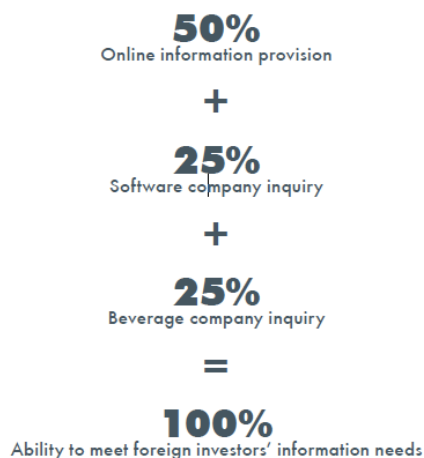 50%
Online information provision
+
25%
Software company inquiry
+
25%
Beverage company inquiry
=
100%
Ability to meet foreign investors' information needs